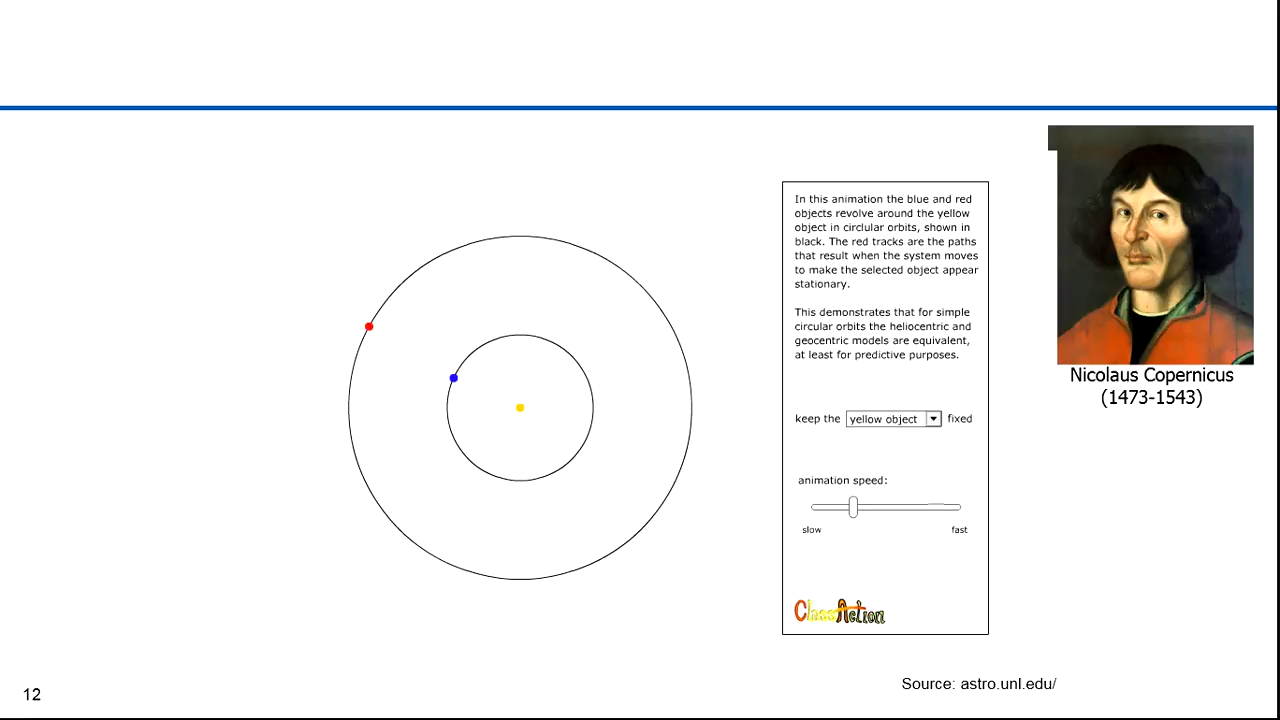 In this animation the blue and red
objects revolve around the yellow
object in circlular orbits, shown in
black. The red tracks are the paths
that result when the system moves
to make the selected object appear
stationary.
This demonstrates that for simple
circular orbits the heliocentric and
geocentric models are equivalent,
at least for predictive purposes.
keep the yellow object fixed
animation speed:
slow fast
ClassAction
Nicolaus Copernicus
(1473-1543)
Source: astro.unl.edu/
12